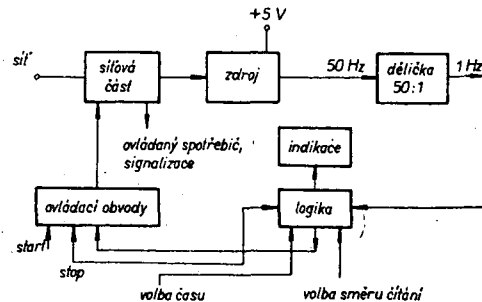 +5 V
síť
síťová
část
zdroj
50 Hz
dělička
50:1
1 Hz
ovládaný spotřebič,
signalizace
indikace
ovládací obvody
logika
start
stop
volba času
volba směru čítání